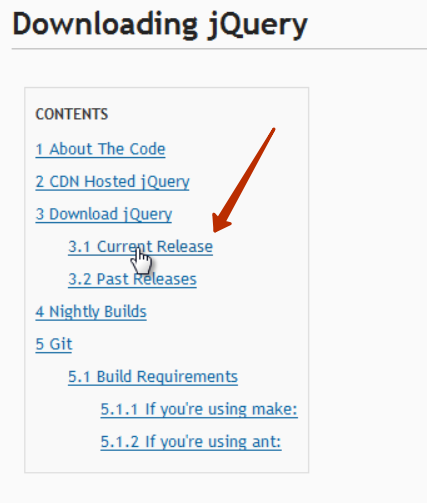 Downloading jQuery
CONTENTS
1 About The Code
2 CDN Hosted jQuery
3 Download jQuery
3.1 Current Release
3.2 Past Releases
4 Nightly Builds
5 Git
5.1 Build Requirements
5.1.1 If you're using make:
5.1.2 If you're using ant: